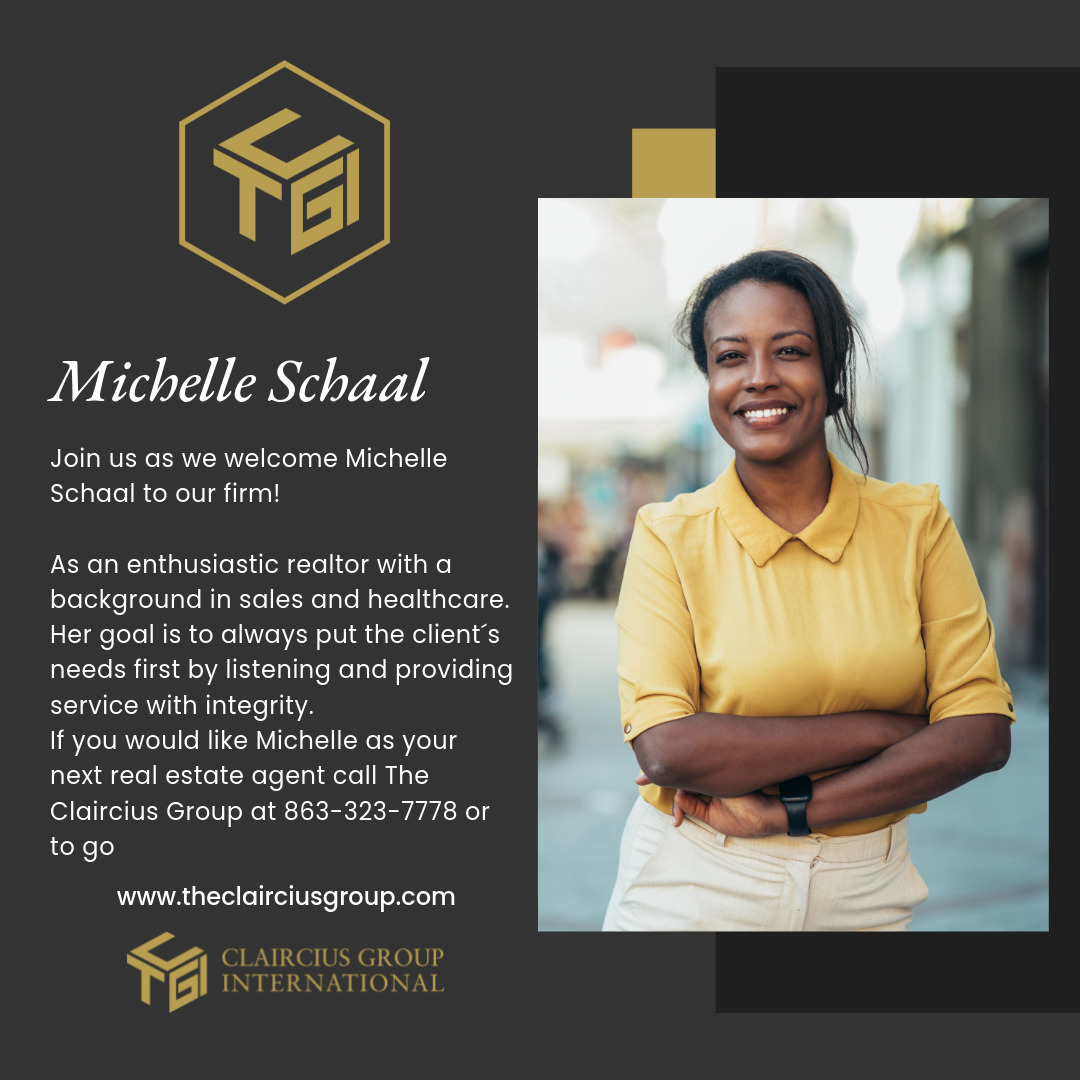 CTGI
Michelle Schaal
Join us as we welcome Michelle
Schaal to our firm!
As an enthusiastic realtor with a
background in sales and healthcare.
Her goal is to always put the client´s
needs first by listening and providing
service with integrity.
If you would like Michelle as your
next real estate agent call The
Claircius Group at 863-323-7778 or
to go
www.theclairciusgroup.com
CTGI
CLAIRCIUS GROUP
INTERNATIONAL